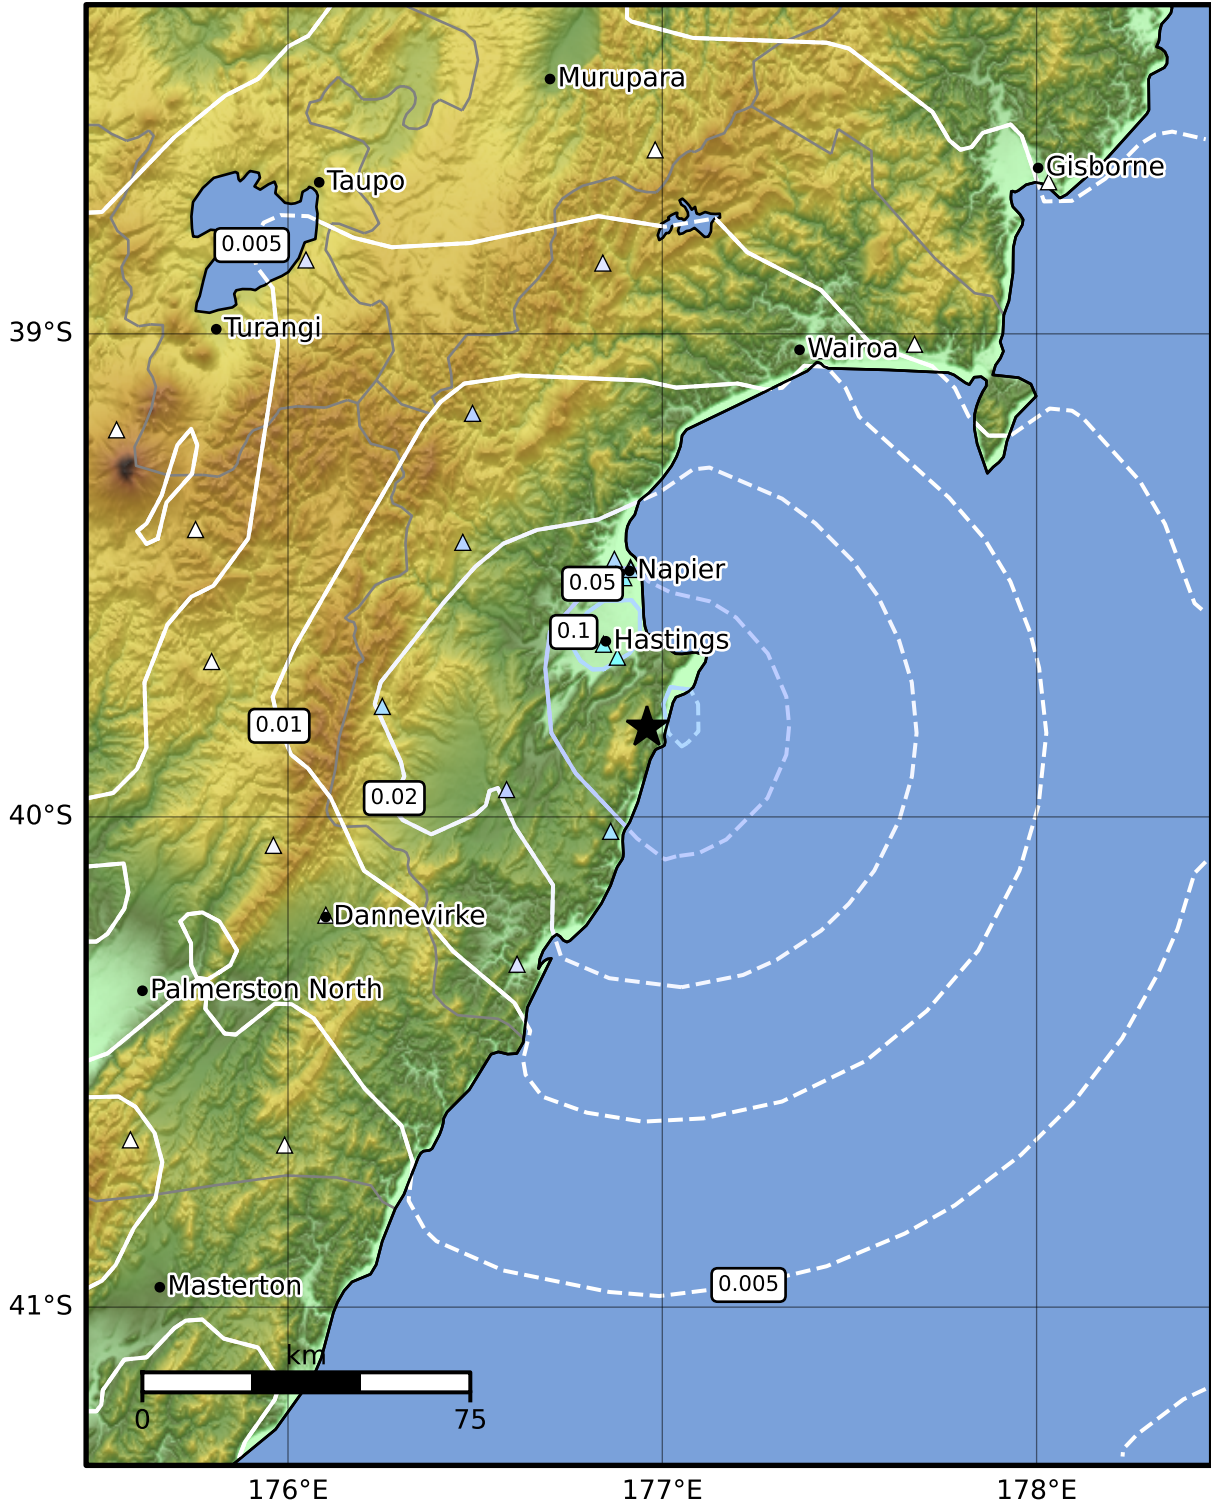 Murupara
Gisborne
Taupo
0.005
Turangi
39°S
Wairoa
Napier
0.05
0.1
Hastings
0.01
0.02
40°S
Dannevirke
Palmerston North
Masterton
0.005
41°S
km
0
75
176°E
177°E
178°E